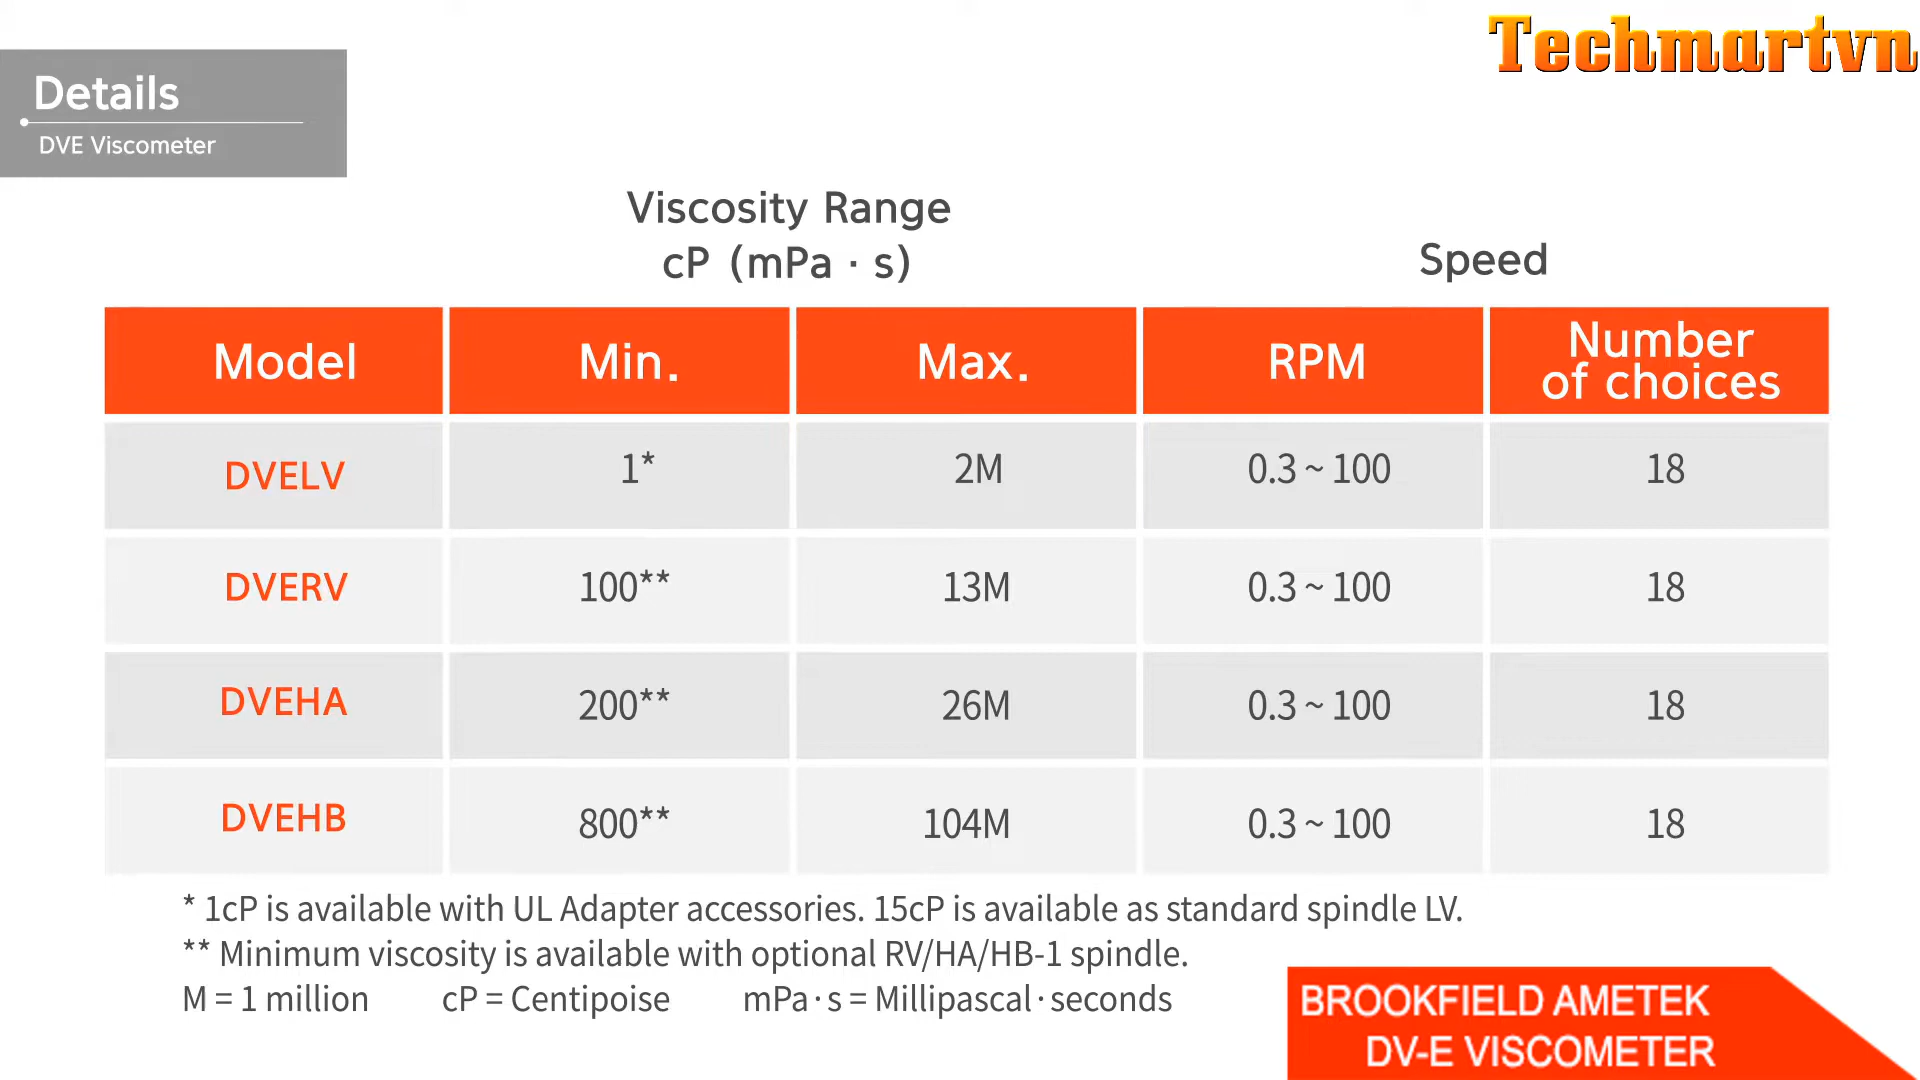 Techmartvn
Details
DVE Viscometer
Viscosity Range
cP (mPa · s)
Speed
Model Min. Max. RPM Number of choices
DVELV 1* 2M 0.3 ~ 100 18
DVERV 100** 13M 0.3 ~ 100 18
DVEHA 200** 26M 0.3 ~ 100 18
DVEHB 800** 104M 0.3 ~ 100 18
* 1cP is available with UL Adapter accessories. 15cP is available as standard spindle LV.
** Minimum viscosity is available with optional RV/HA/HB-1 spindle.
M = 1 million cP = Centipoise mPa·s = Millipascal·seconds
BROOKFIELD AMETEK
DV-E VISCOMETER